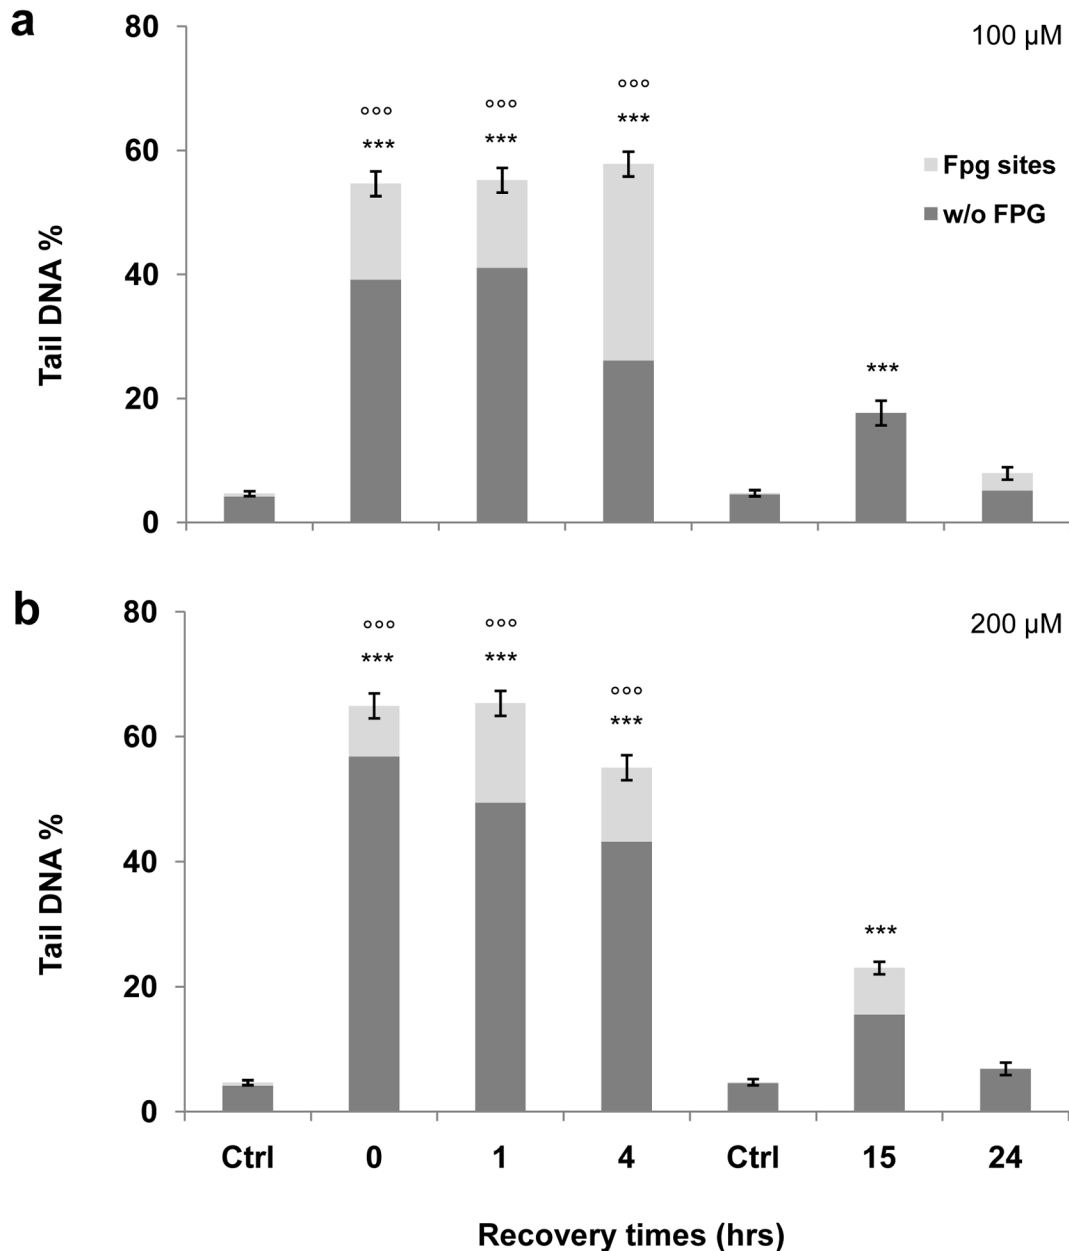 a
100 µM
80
60
40
20
0
Tail DNA %
°°° °°° °°°
*** *** *** ***
Fpg sites
w/o FPG
b
200 µM
80
60
40
20
0
Tail DNA %
°°° °°° °°°
*** *** *** ***
Ctrl 0 1 4 Ctrl 15 24
Recovery times (hrs)